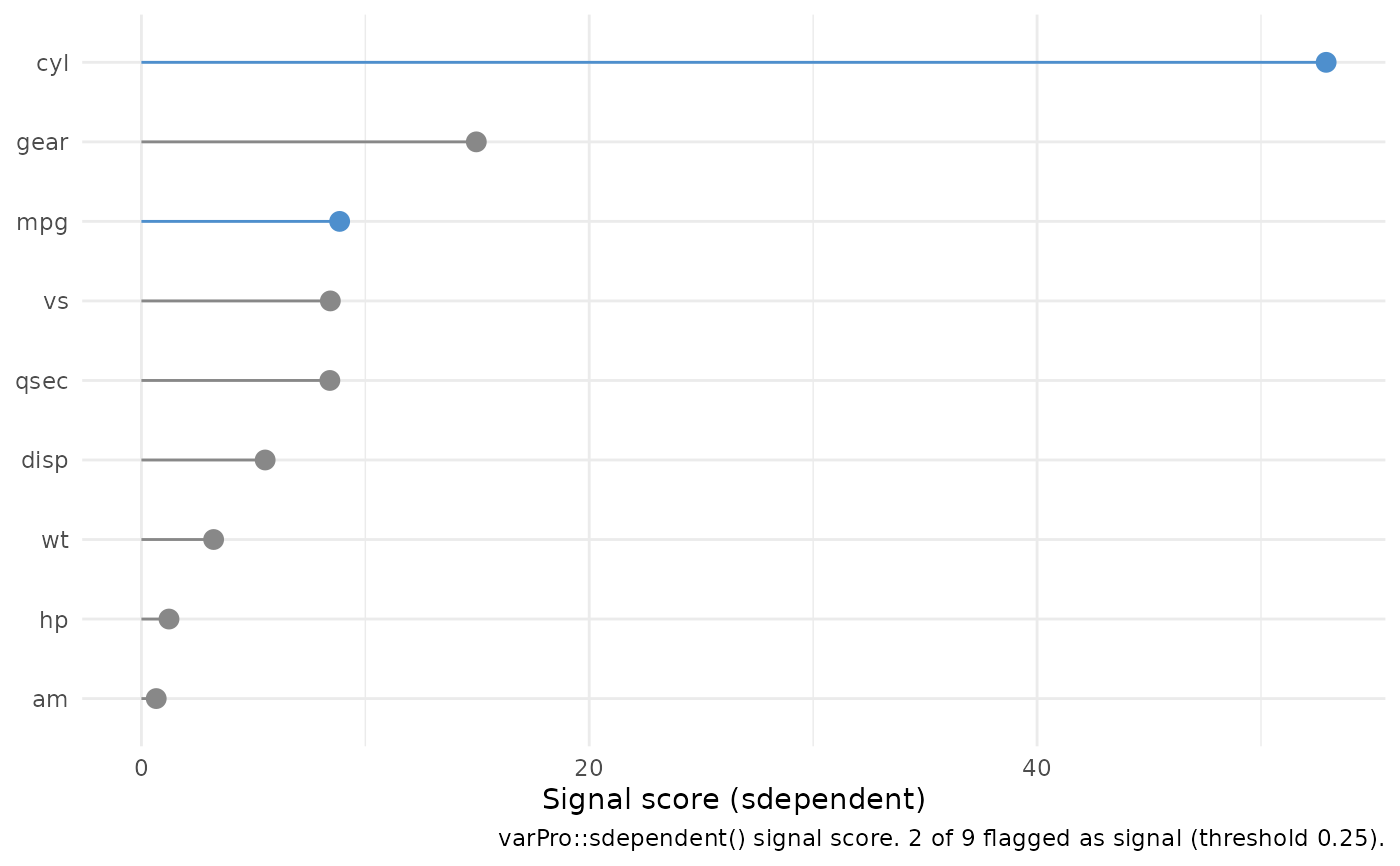 cyl
gear
mpg
vs
qsec
disp
wt
hp
am
0 20 40
Signal score (sdependent)
varPro::sdependent() signal score. 2 of 9 flagged as signal (threshold 0.25).